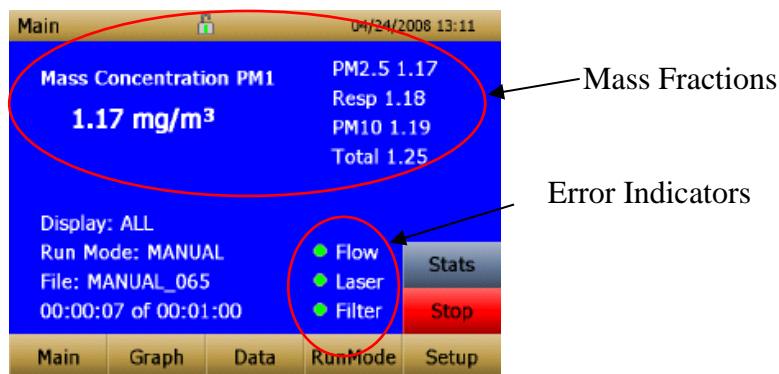 Main 04/24/2008 13:11
Mass Concentration PM1
1.17 mg/m³
PM2.5 1.17
Resp 1.18
PM10 1.19
Total 1.25
Mass Fractions
Error Indicators
Display: ALL
Run Mode: MANUAL
File: MANUAL_065
00:00:07 of 00:01:00
Flow
Laser
Filter
Stats
Stop
Main Graph Data RunMode Setup